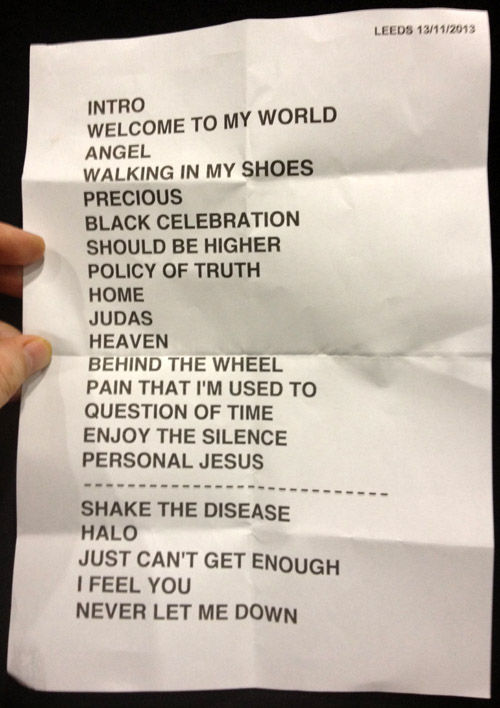 LEEDS 13/11/2013
INTRO
WELCOME TO MY WORLD
ANGEL
WALKING IN MY SHOES
PRECIOUS
BLACK CELEBRATION
SHOULD BE HIGHER
POLICY OF TRUTH
HOME
JUDAS
HEAVEN
BEHIND THE WHEEL
PAIN THAT I'M USED TO
QUESTION OF TIME
ENJOY THE SILENCE
PERSONAL JESUS
----------------------------
SHAKE THE DISEASE
HALO
JUST CAN'T GET ENOUGH
I FEEL YOU
NEVER LET ME DOWN